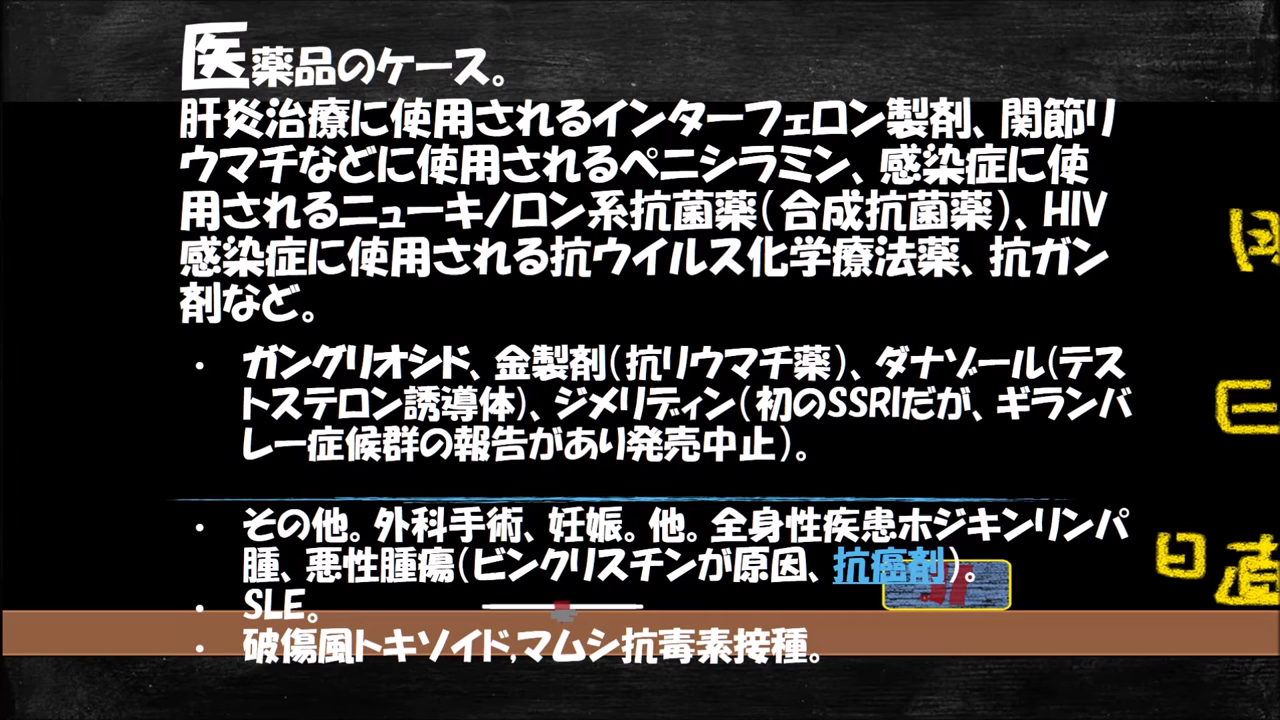 医薬品のケース。
肝炎治療に使用されるインターフェロン製剤、関節リ
ウマチなどに使用されるペニシラミン、感染症に使
用されるニューキノロン系抗菌薬(合成抗菌薬)、HIV
感染症に使用される抗ウイルス化学療法薬、抗ガン
剤など。
・ ガングリオシド、金製剤(抗リウマチ薬)、ダナゾール(テス
トステロン誘導体)、ジメリディン(初のSSRIだが、ギランバ
レー症候群の報告があり発売中止)。
・ その他。外科手術、妊娠。他。全身性疾患ホジキンリンパ
腫、悪性腫瘍(ビンクリスチンが原因、抗癌剤)。
・ SLE。
・ 破傷風トキソイド,マムシ抗毒素接種。